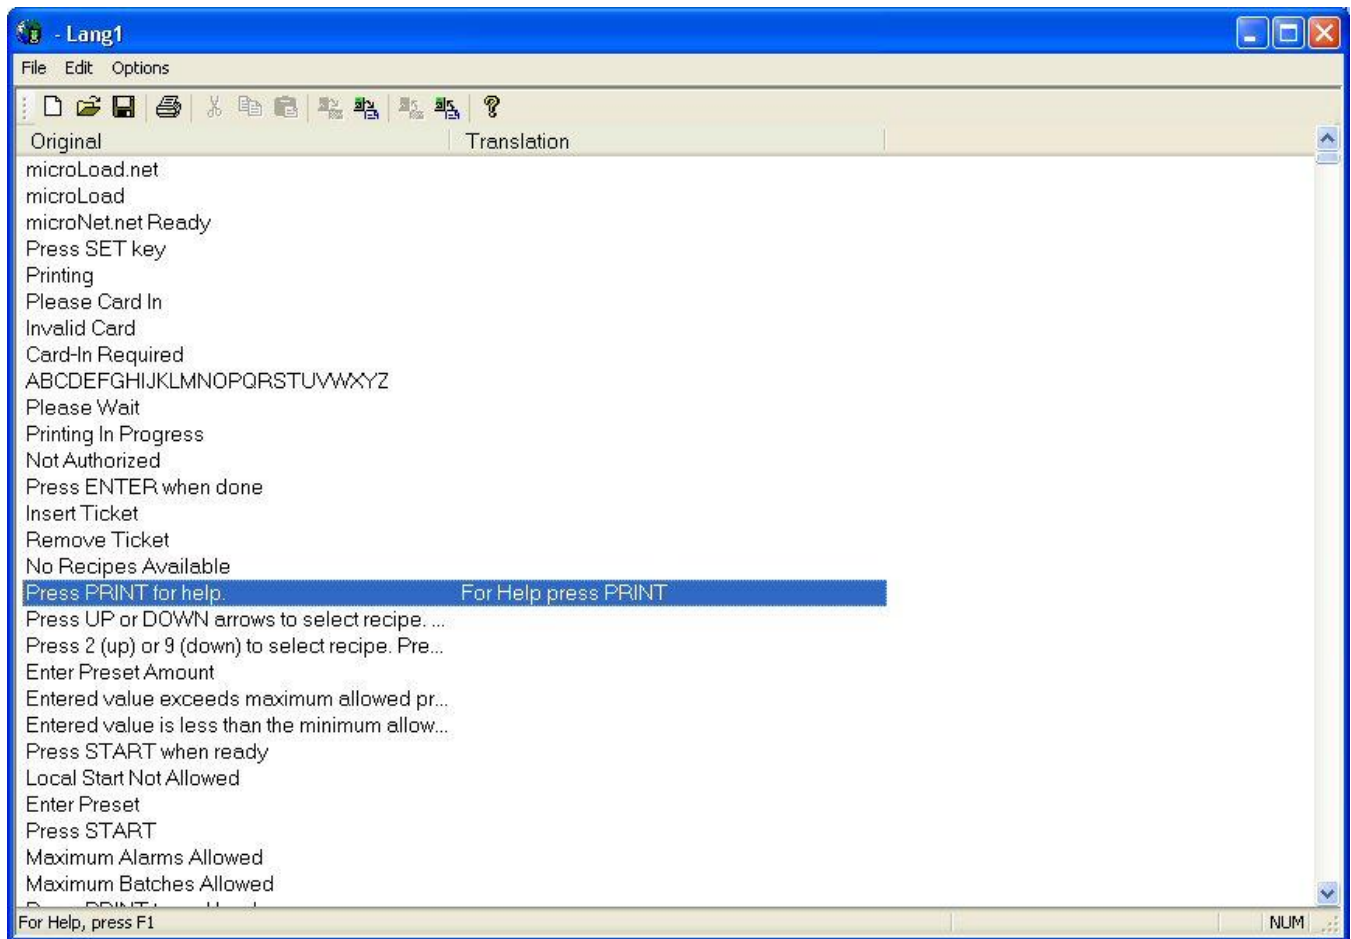 - Lang1
File Edit Options
Original Translation
microLoad.net
microLoad
microNet.net Ready
Press SET key
Printing
Please Card In
Invalid Card
Card-In Required
ABCDEFGHIJKLMNOPQRSTUVWXYZ
Please Wait
Printing In Progress
Not Authorized
Press ENTER when done
Insert Ticket
Remove Ticket
No Recipes Available
Press PRINT for help. For Help press PRINT
Press UP or DOWN arrows to select recipe. ...
Press 2 (up) or 9 (down) to select recipe. Pre...
Enter Preset Amount
Entered value exceeds maximum allowed pr...
Entered value is less than the minimum allow...
Press START when ready
Local Start Not Allowed
Enter Preset
Press START
Maximum Alarms Allowed
Maximum Batches Allowed
For Help, press F1 NUM